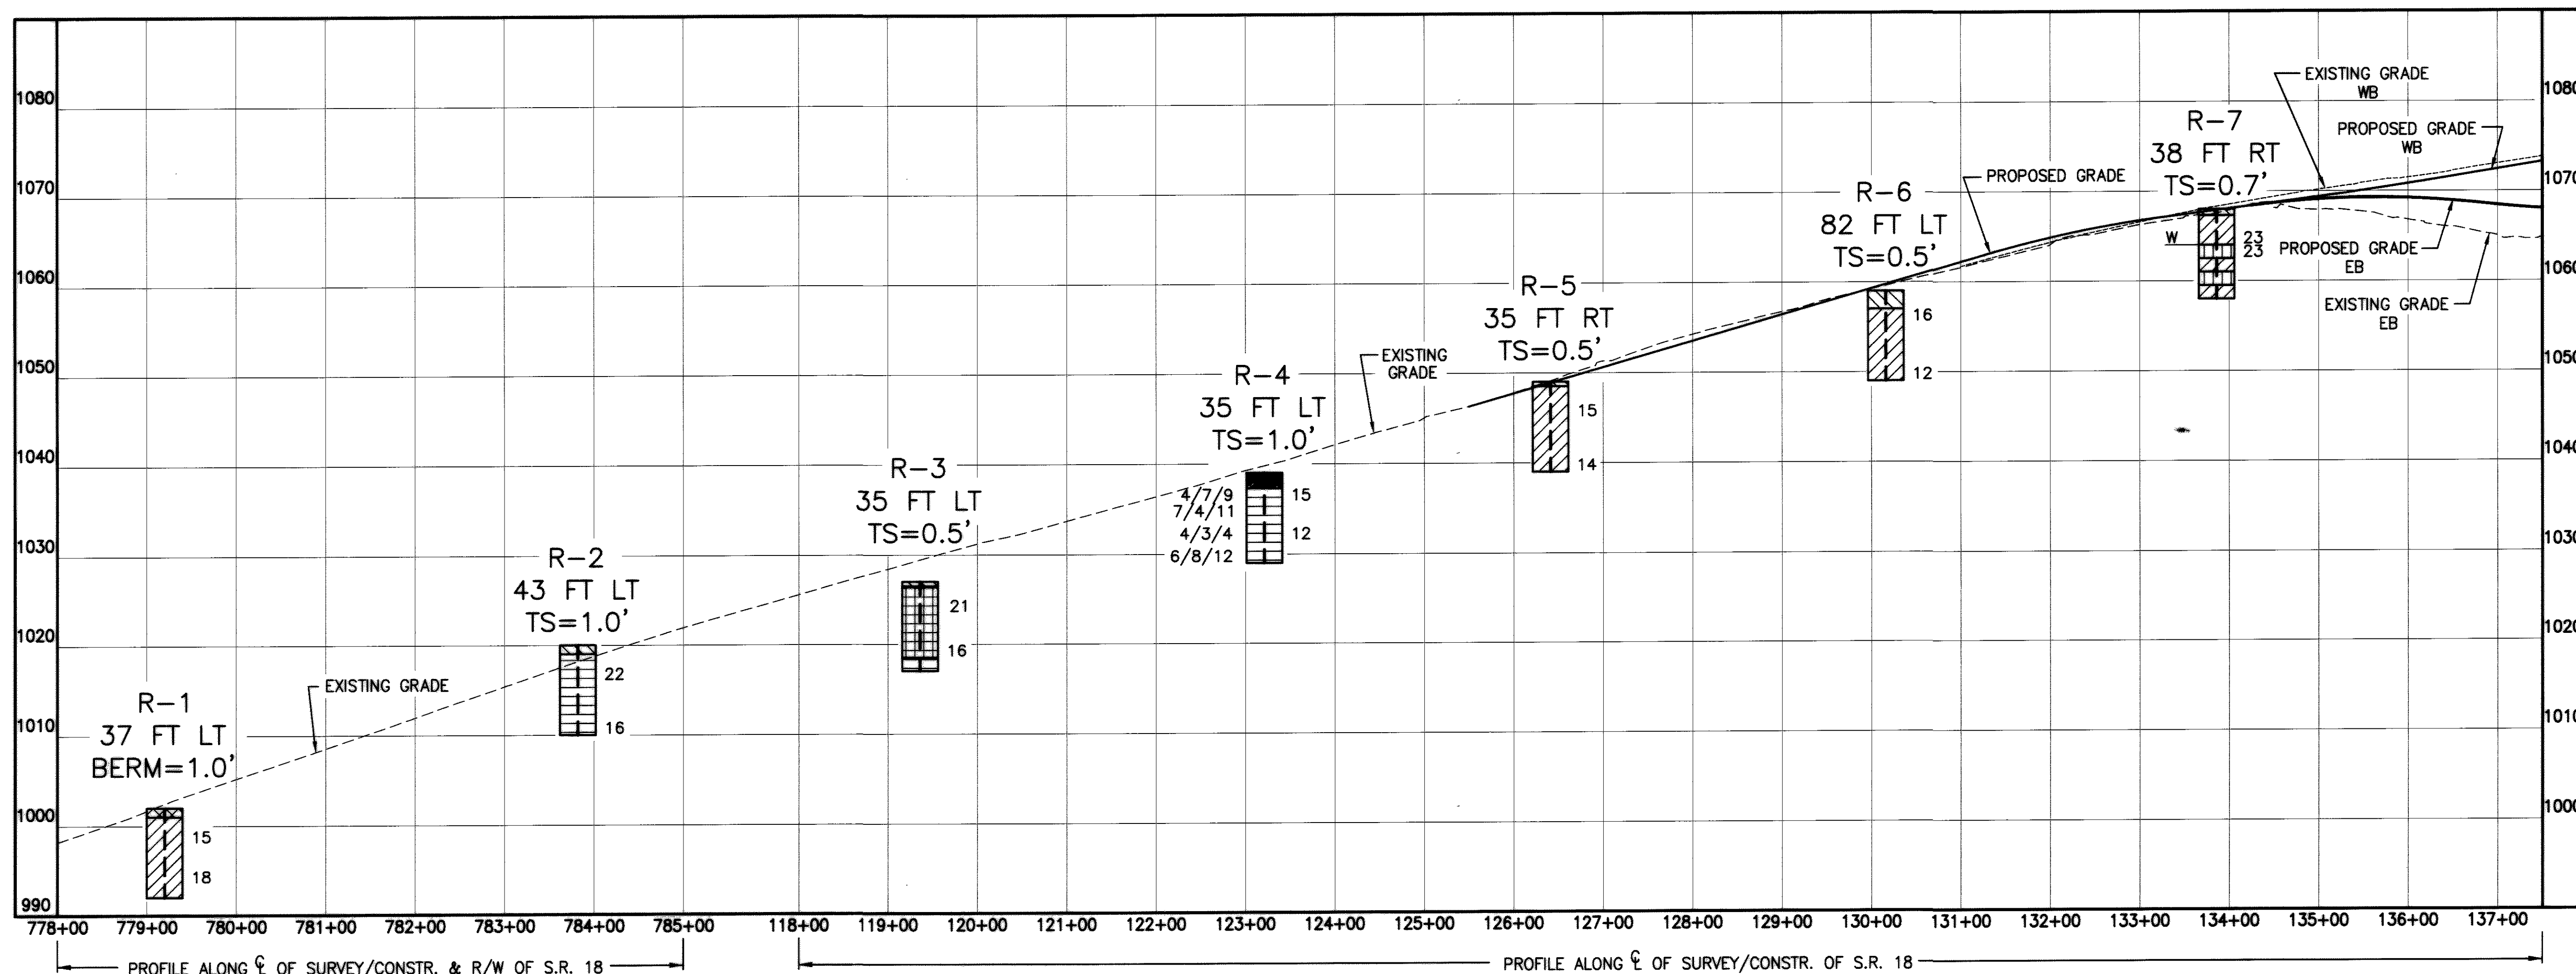 EXISTING GRADE
WB
PROPOSED GRADE
WB
1080
1080
R-7
38 FT RT
TS=0.7'
PROPOSED GRADE
1070
1070
R-6
82 FT LT
TS=0.5'
W
23
23
PROPOSED GRADE
EB
EXISTING GRADE
EB
1060
1060
R-5
35 FT RT
TS=0.5'
16
12
EXISTING
GRADE
1050
1050
R-4
35 FT LT
TS=1.0'
15
14
1040
1040
R-3
35 FT LT
TS=0.5'
4/7/9
7/4/11
4/3/4
6/8/12
15
12
1030
1030
R-2
43 FT LT
TS=1.0'
21
16
1020
1020
EXISTING GRADE
22
16
R-1
37 FT LT
BERM=1.0'
1010
1010
1000
1000
15
18
990
778+00 779+00 780+00 781+00 782+00 783+00 784+00 785+00 118+00 119+00 120+00 121+00 122+00 123+00 124+00 125+00 126+00 127+00 128+00 129+00 130+00 131+00 132+00 133+00 134+00 135+00 136+00 137+00
PROFILE ALONG ℄ OF SURVEY/CONSTR. & R/W OF S.R. 18
PROFILE ALONG ℄ OF SURVEY/CONSTR. OF S.R. 18